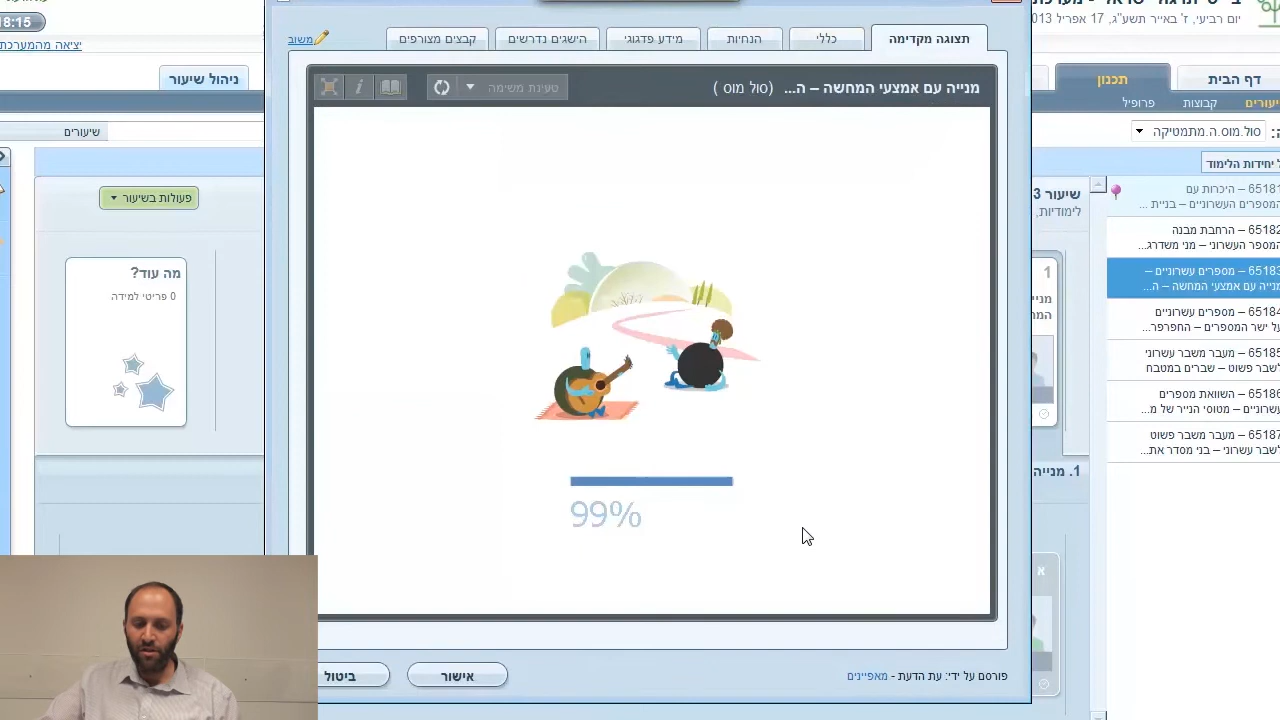 18:15
יציאה מהמערכת
יום רביעי, ז' באייר תשע"ג, 17 אפריל 2013
דף הבית
תכנון
ניהול שיעור
קבוצות
פרופיל
סול.מוס.ה.מתמטיקה
שיעורים
יחידות הלימוד
65181 – היכרות עם
המספרים העשרוניים – בניית ...
65182 – הרחבת מבנה
המספר העשרוני – מני משדרג...
65183 – מספרים עשרוניים –
מנייה עם אמצעי המחשה – ה...
65184 – מספרים עשרוניים
על ישר המספרים – החפרפר...
65185 – מעבר משבר עשרוני
לשבר פשוט – שברים במטבח
65186 – השוואת מספרים
עשרוניים – מטוסי הנייר של מ...
65187 – מעבר משבר פשוט
לשבר עשרוני – בני מסדר את...
שיעור 3
לימודיות,
1
1. מנייה
א
תצוגה מקדימה
כללי
הנחיות
מידע פדגוגי
הישגים נדרשים
קבצים מצורפים
משוב
מנייה עם אמצעי המחשה – ה... (סול מוס )
טעינת משימה
99%
פעולות בשיעור
מה עוד?
0 פריטי למידה
פורסם על ידי: עת הדעת - מאפיינים
אישור
ביטול